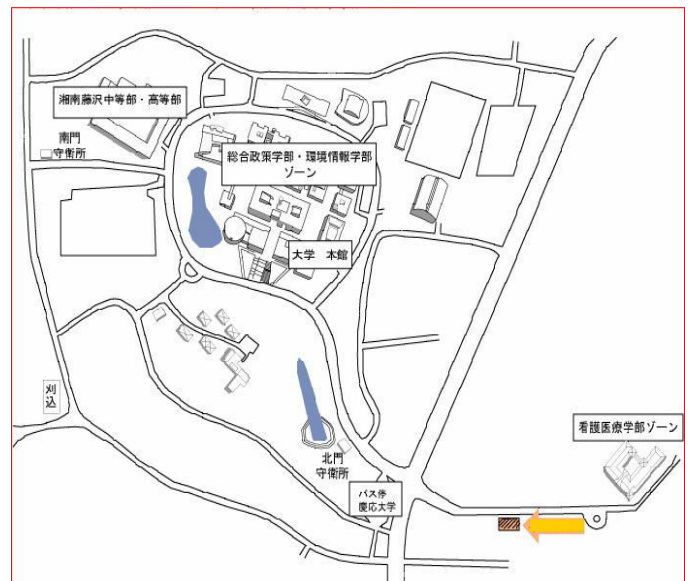 湘南藤沢中等部・高等部
南門
守衛所
総合政策学部・環境情報学部
ゾーン
大学 本館
刈
込
看護医療学部ゾーン
北門
守衛所
バス停
慶応大学